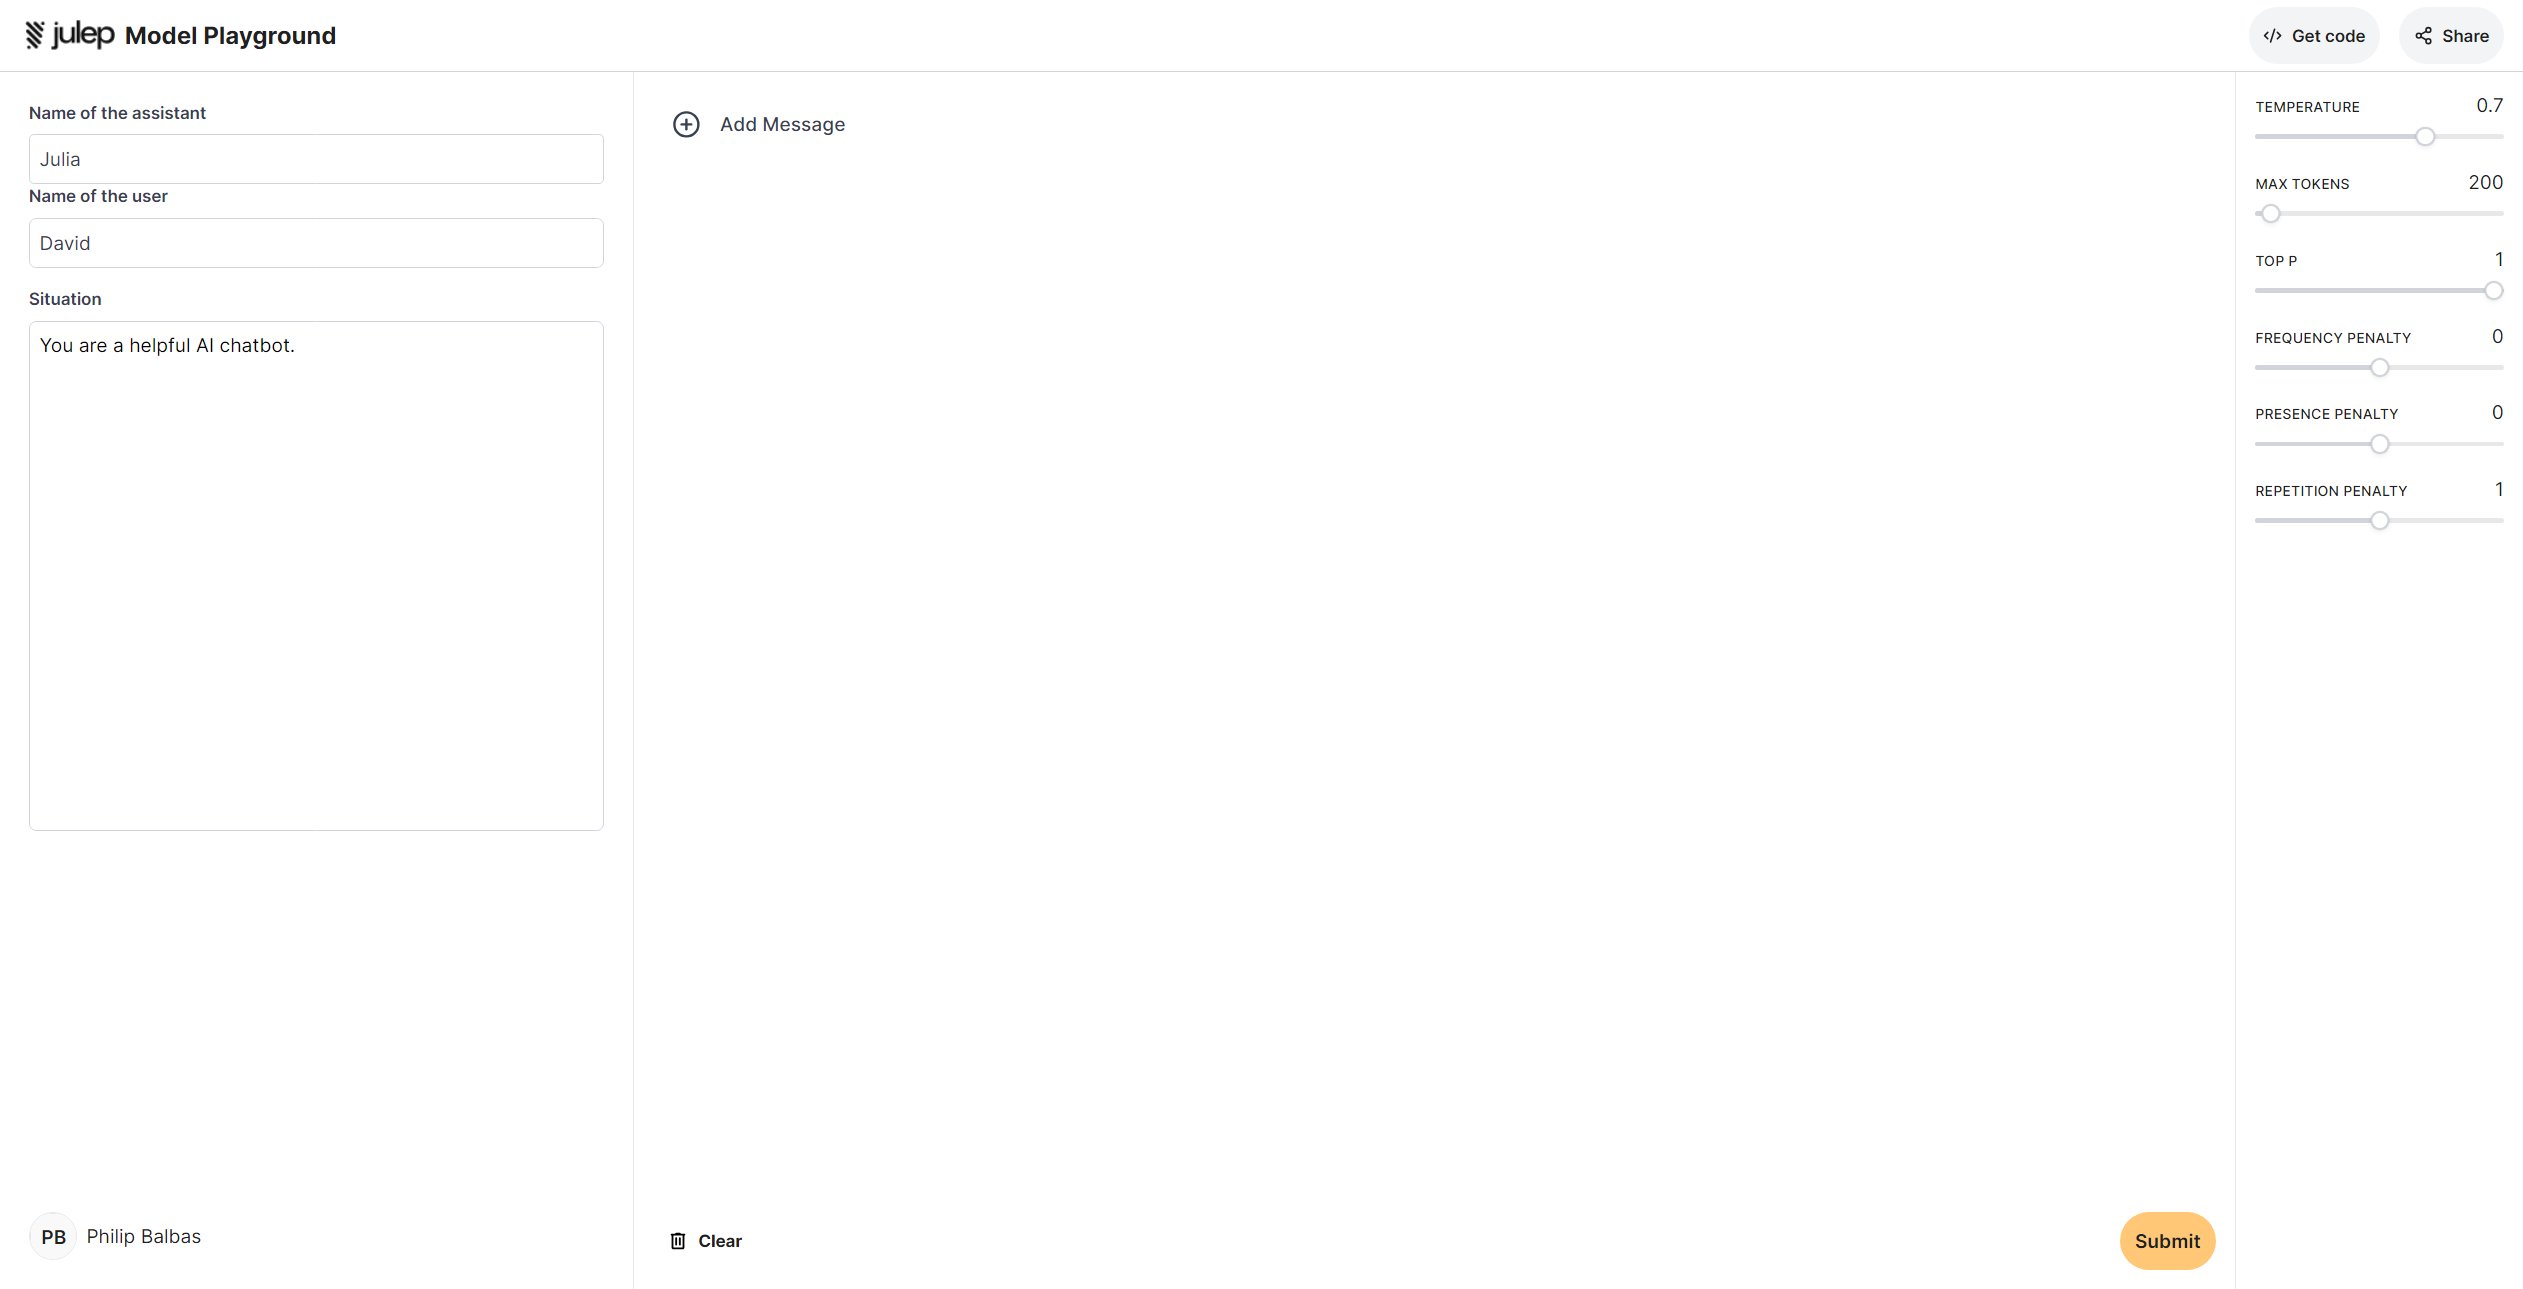 julep Model Playground
</> Get code
Share
Name of the assistant
Julia
Name of the user
David
Situation
You are a helpful AI chatbot.
PB Philip Balbas
Add Message
Clear
Submit
TEMPERATURE 0.7
MAX TOKENS 200
TOP P 1
FREQUENCY PENALTY 0
PRESENCE PENALTY 0
REPETITION PENALTY 1